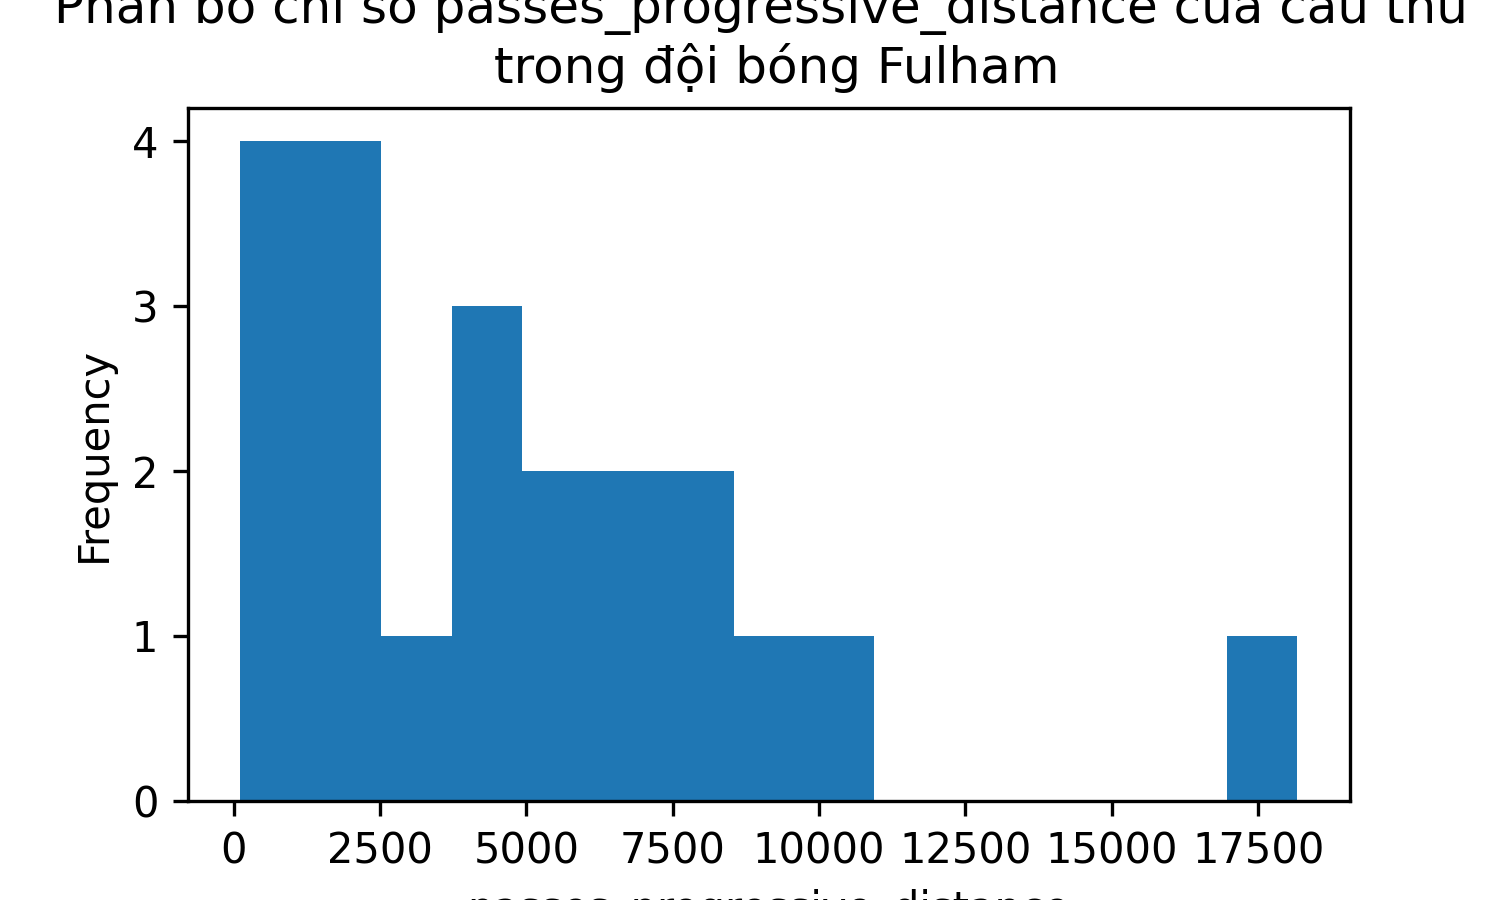 Phân bố chỉ số passes_progressive_distance của cầu thủ
trong đội bóng Fulham
4
3
2
1
0
Frequency
0 2500 5000 7500 10000 12500 15000 17500
passes_progressive_distance